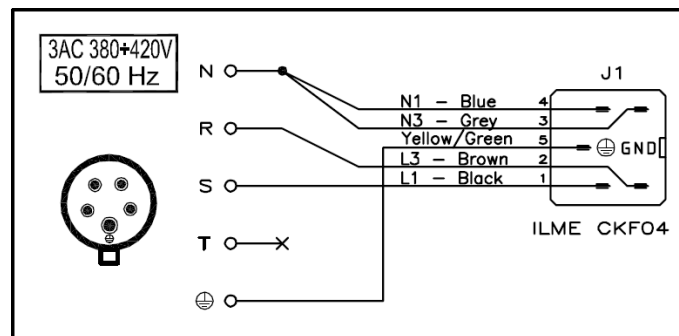 3AC 380÷420V
50/60 Hz
N
R
S
T
N1 - Blue 4
N3 - Grey 3
Yellow/Green 5
L3 - Brown 2
L1 - Black 1
J1
GND
ILME CKF04